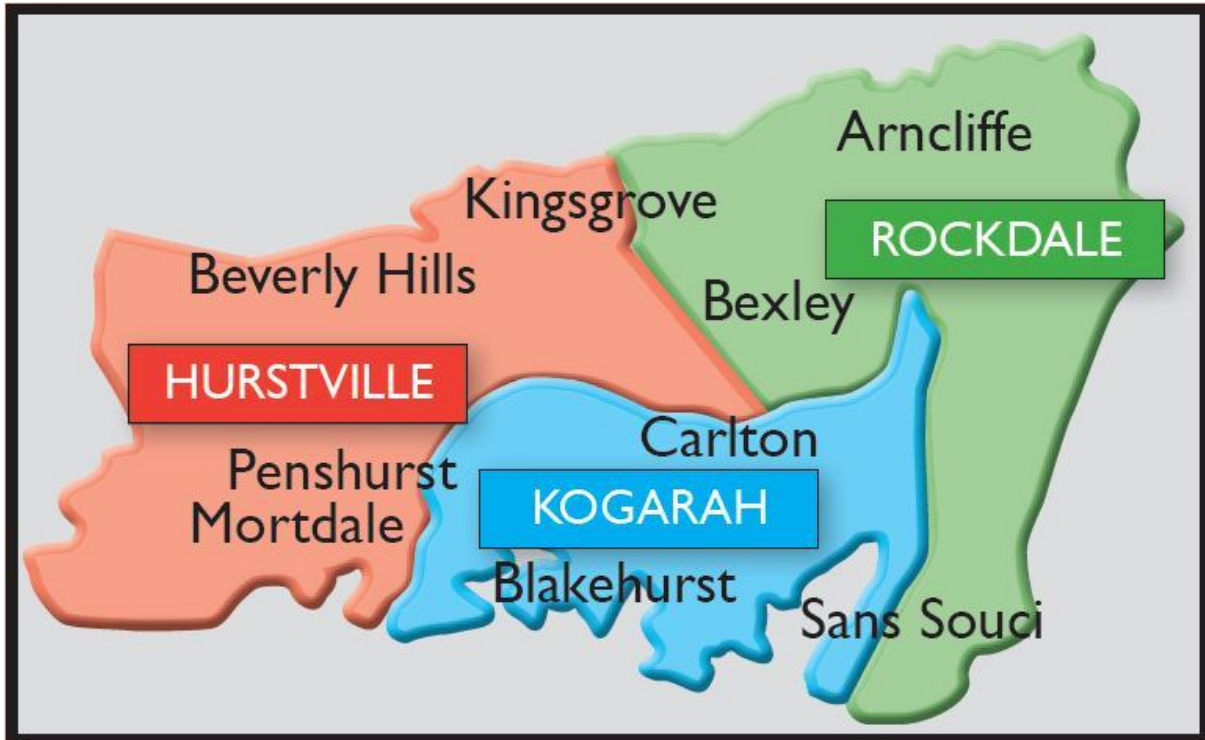 Arncliffe
Kingsgrove
ROCKDALE
Beverly Hills
Bexley
HURSTVILLE
Carlton
Penshurst
KOGARAH
Mortdale
Blakehurst
Sans Souci